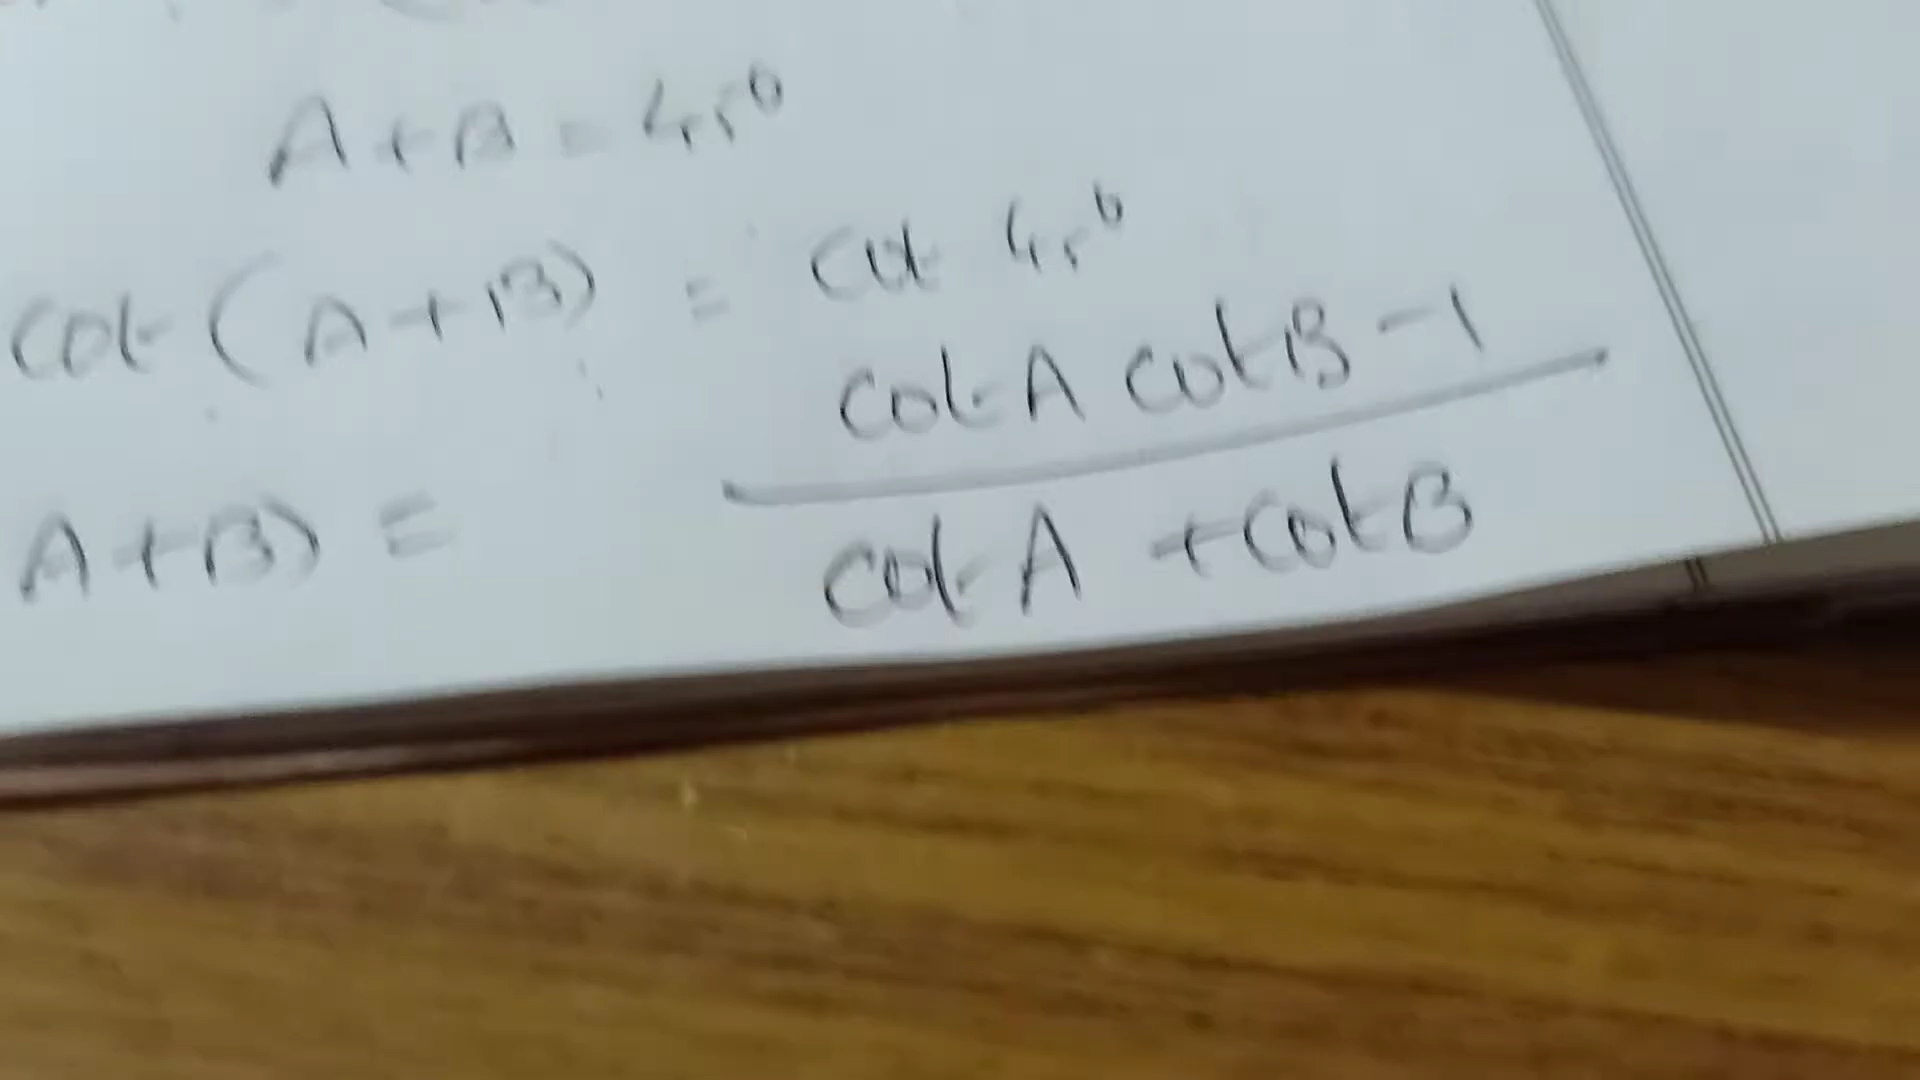 A + B = 45°
cot (A + B) = cot 45°
cot A cot B - 1
A + B) =
cot A + cot B